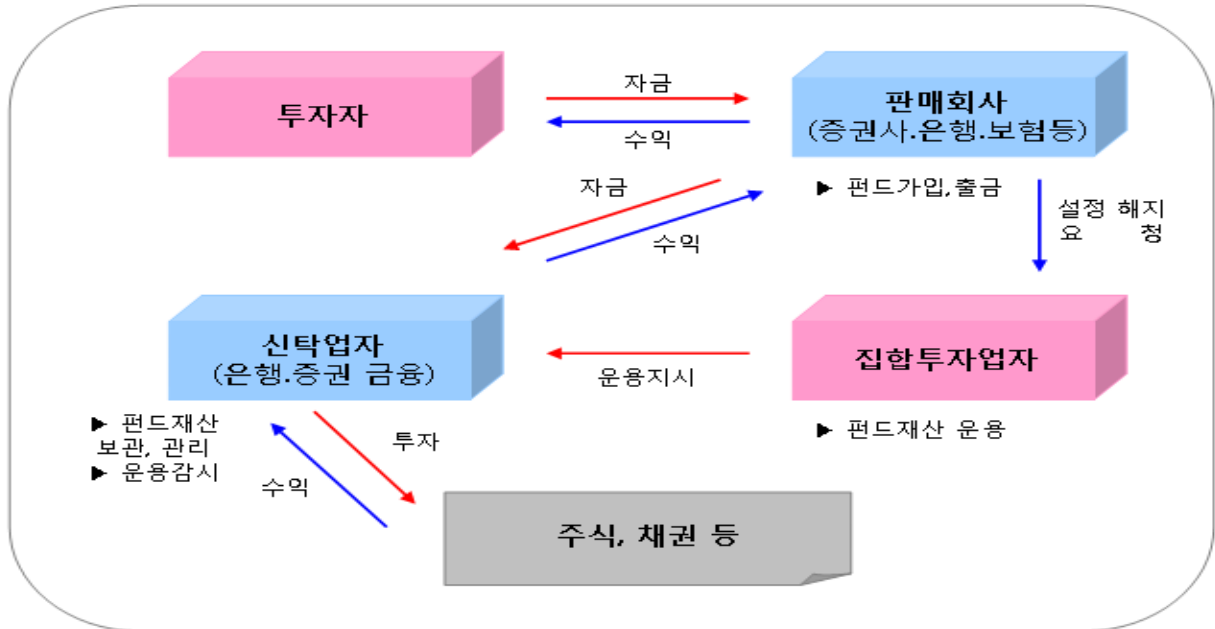 투자자
자금
수익
판매회사
(증권사.은행.보험등)
▶ 펀드가입,출금
자금
수익
설정 해지
요 청
신탁업자
(은행.증권 금융)
▶ 펀드재산
보관, 관리
▶ 운용감시
운용지시
집합투자업자
▶ 펀드재산 운용
투자
수익
주식, 채권 등